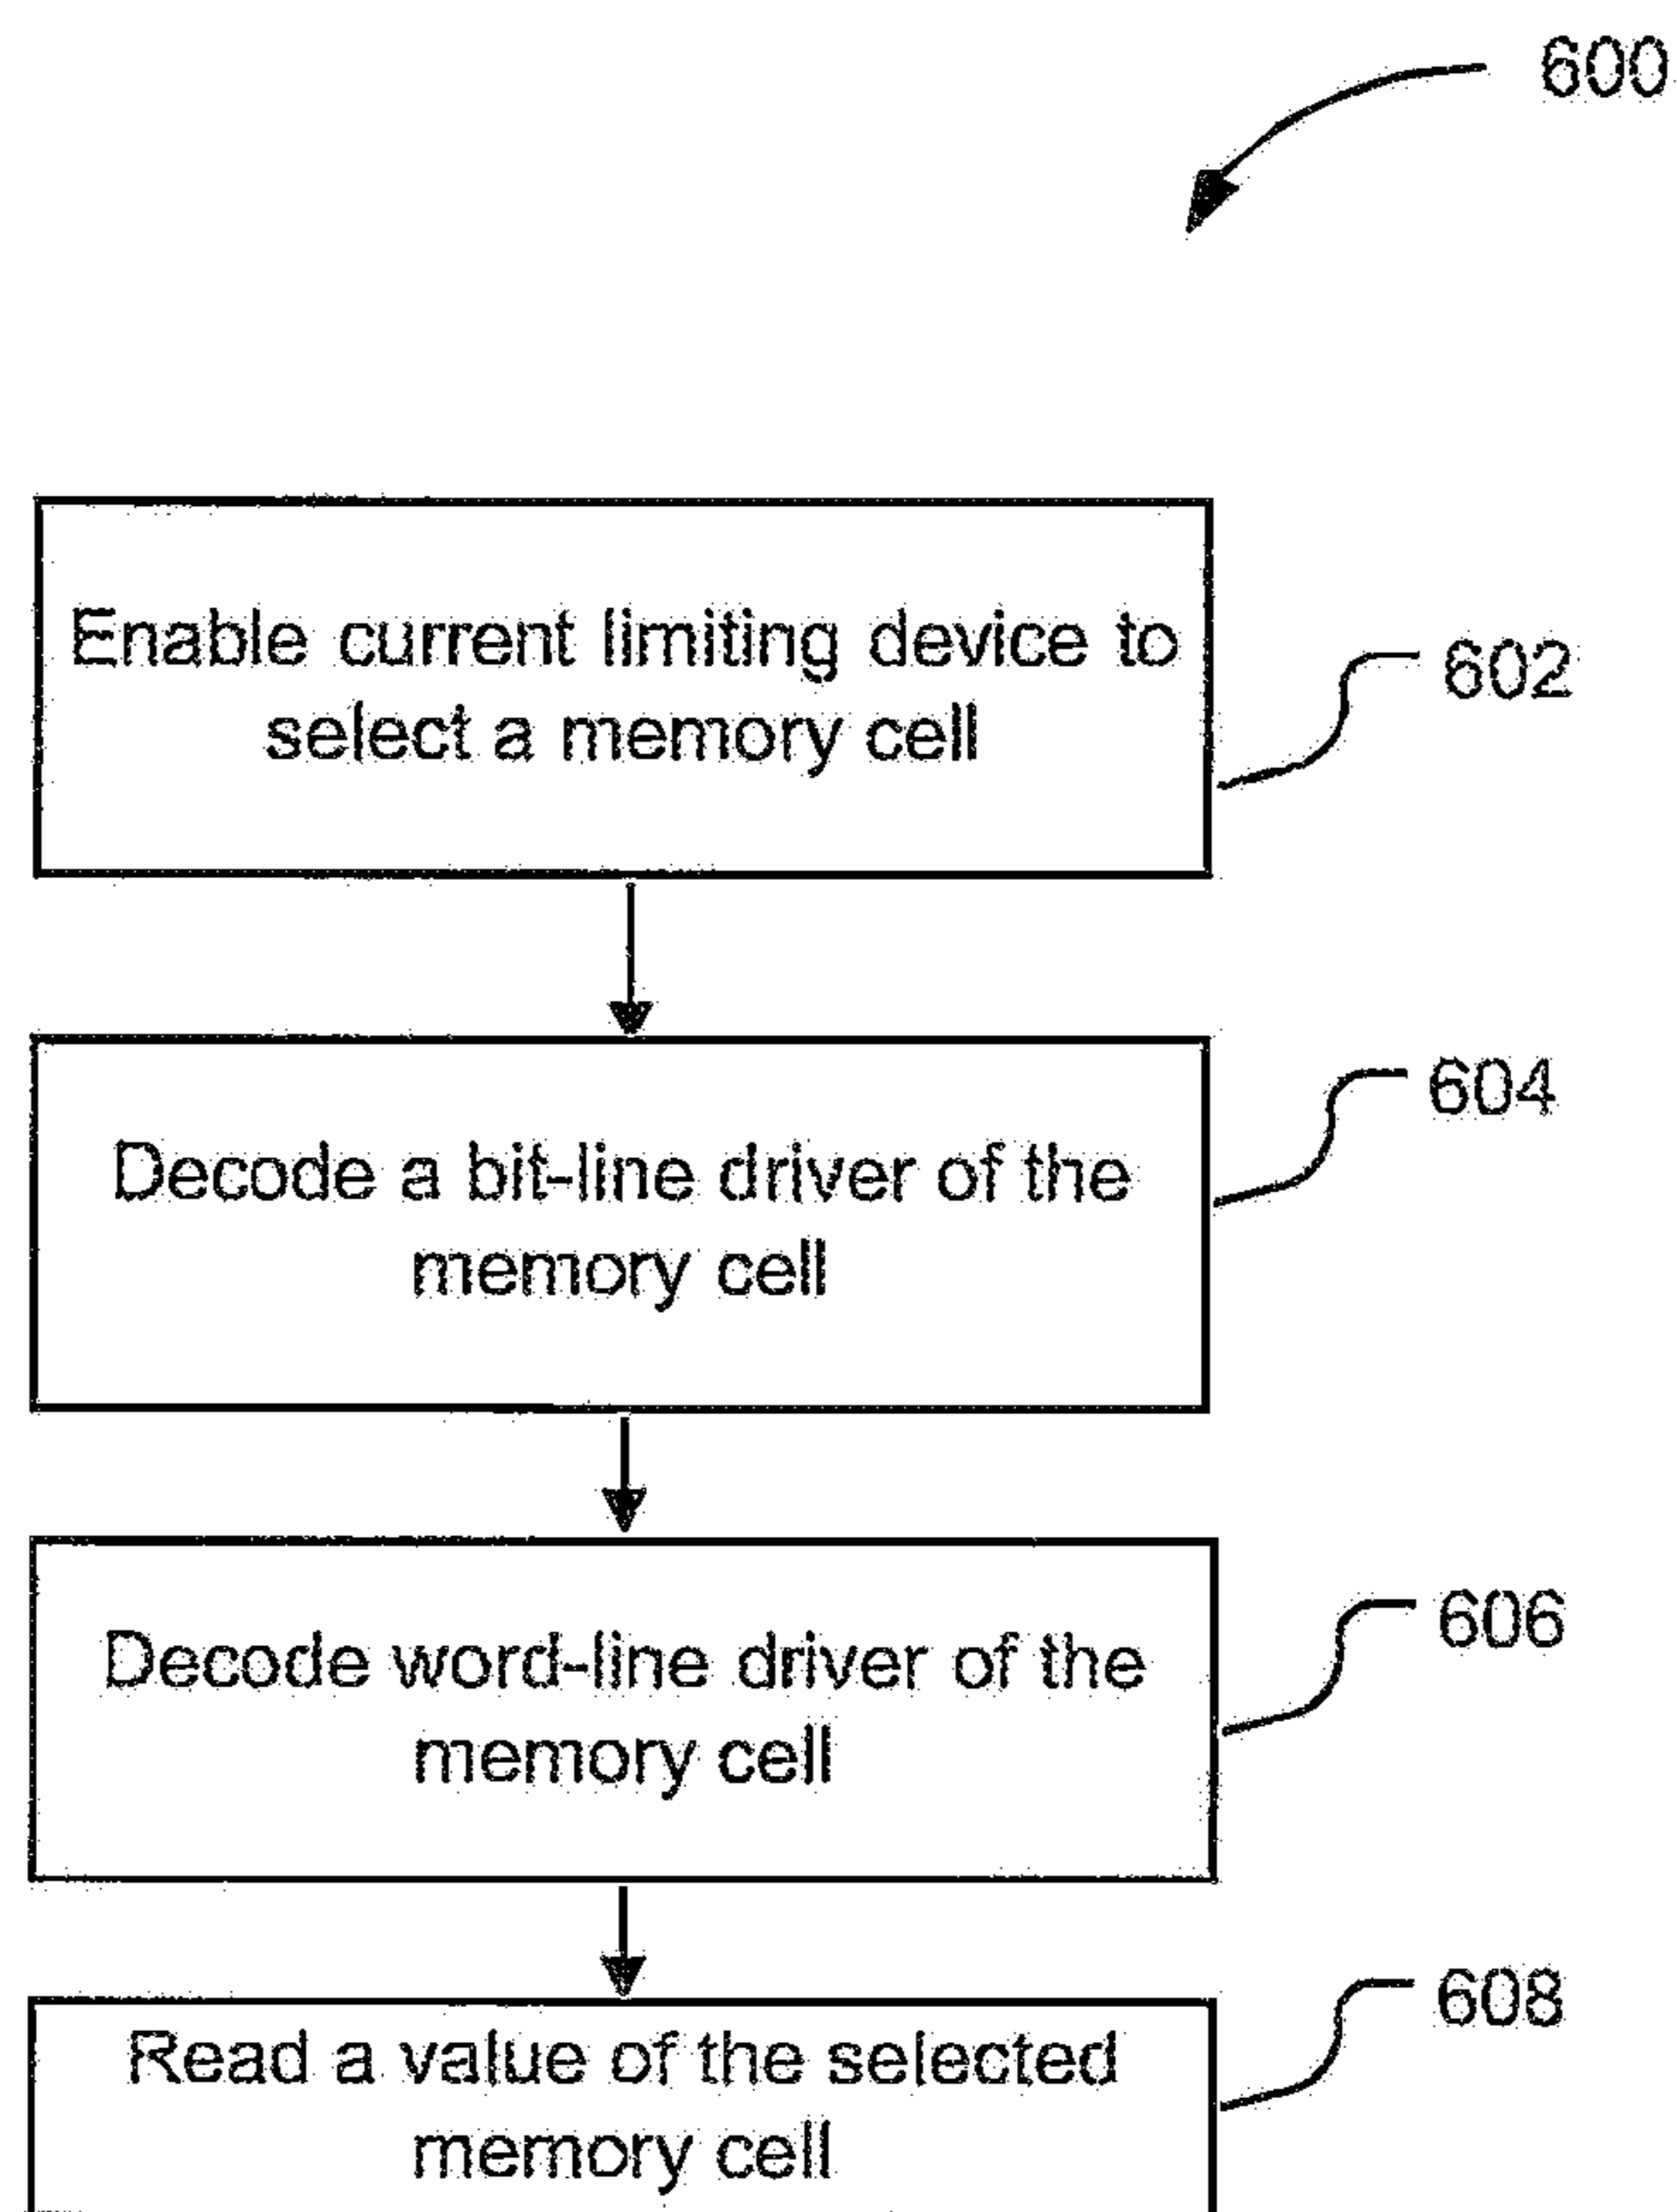 600
Enable current limiting device to
select a memory cell
602
Decode a bit-line driver of the
memory cell
604
Decode word-line driver of the
memory cell
606
Read a value of the selected
memory cell
608